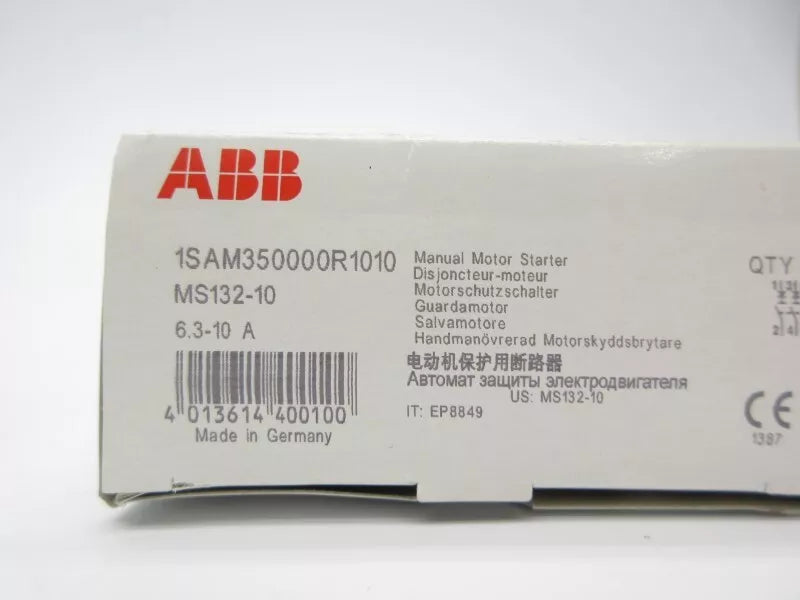 ABB
1SAM350000R1010
MS132-10
6.3-10 A
4 013614 400100
Made in Germany
Manual Motor Starter
Disjoncteur-moteur
Motorschutzschalter
Guardamotor
Salvamotore
Handmanövrerad Motorskyddsbrytare
电动机保护用断路器
Автомат защиты электродвигателя
US: MS132-10
IT: EP8849
QTY
CE
1387